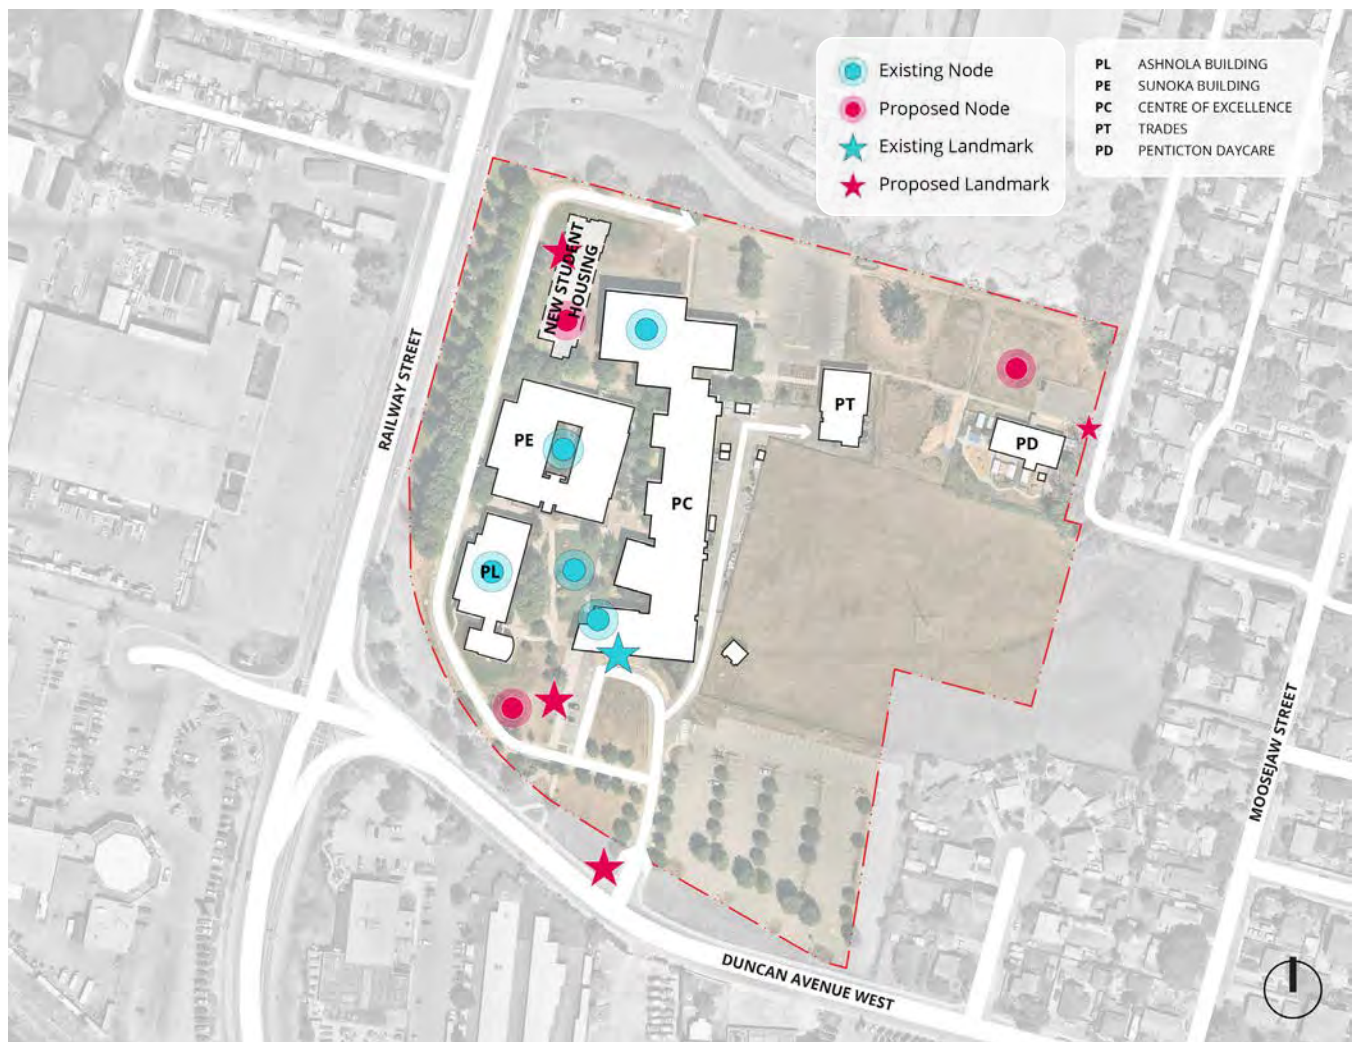 Existing Node
Proposed Node
Existing Landmark
Proposed Landmark
PL ASHNOLA BUILDING
PE SUNOKA BUILDING
PC CENTRE OF EXCELLENCE
PT TRADES
PD PENTICTON DAYCARE
NEW STUDENT
HOUSING
RAILWAY STREET
PE
PT
PD
PC
PL
MOOSEJAW STREET
DUNCAN AVENUE WEST